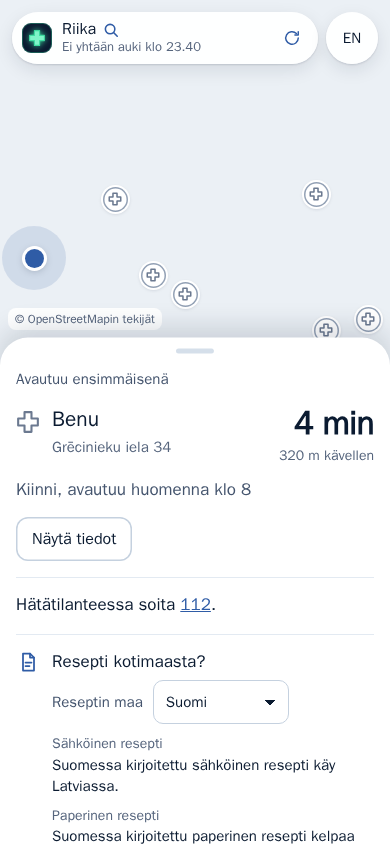 Riika
Ei yhtään auki klo 23.40
EN
© OpenStreetMapin tekijät
Avautuu ensimmäisenä
Benu
4 min
Grēcinieku iela 34
320 m kävellen
Kiinni, avautuu huomenna klo 8
Näytä tiedot
Hätätilanteessa soita 112.
Resepti kotimaasta?
Reseptin maa
Suomi
Sähköinen resepti
Suomessa kirjoitettu sähköinen resepti käy
Latviassa.
Paperinen resepti
Suomessa kirjoitettu paperinen resepti kelpaa